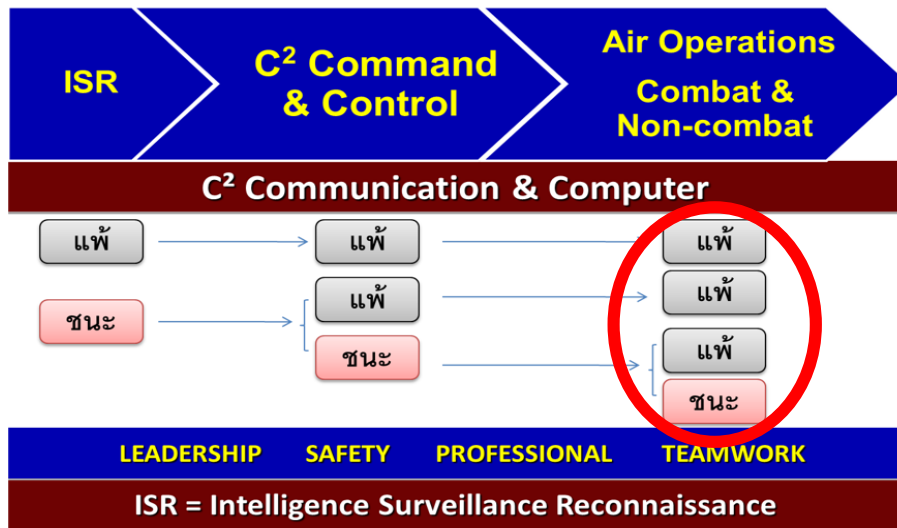 ISR
C² Command
& Control
Air Operations
Combat &
Non-combat
C² Communication & Computer
แพ้
แพ้
แพ้
ชนะ
แพ้
แพ้
ชนะ
แพ้
ชนะ
LEADERSHIP SAFETY PROFESSIONAL TEAMWORK
ISR = Intelligence Surveillance Reconnaissance